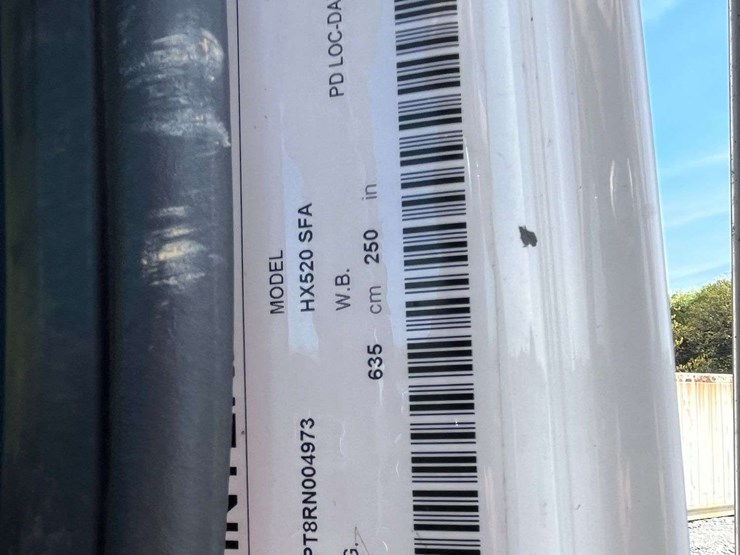 MODEL
PT8RN004973 HX520 SFA
G. W.B. PD LOC-DA
635 cm 250 in